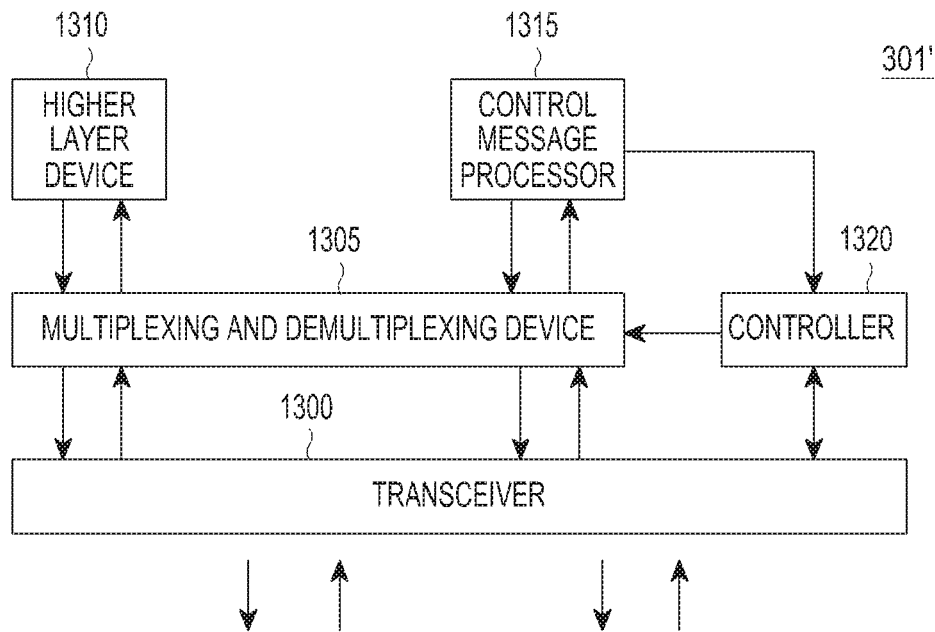 1310
1315
301'
HIGHER
LAYER
DEVICE
CONTROL
MESSAGE
PROCESSOR
1305
1320
MULTIPLEXING AND DEMULTIPLEXING DEVICE
CONTROLLER
1300
TRANSCEIVER